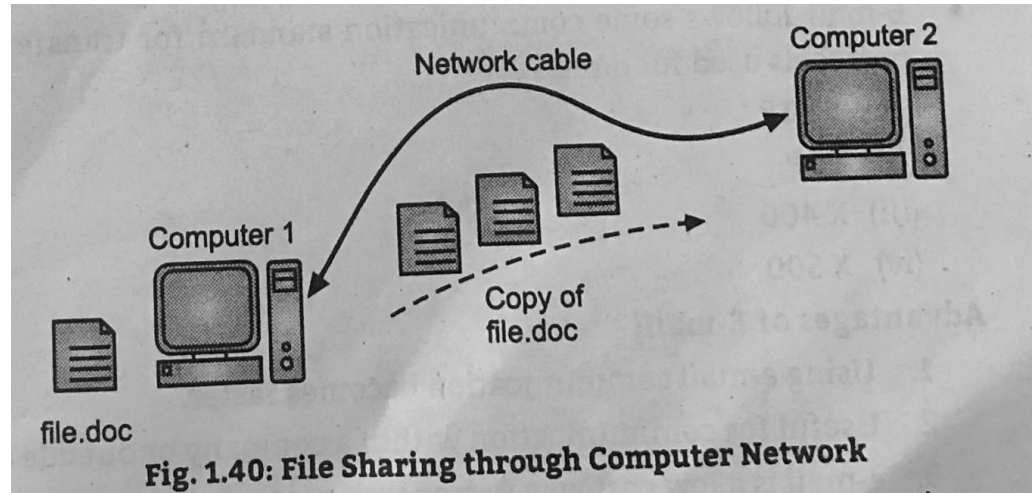 Network cable
Computer 2
Computer 1
Copy of
file.doc
file.doc
Fig. 1.40: File Sharing through Computer Network